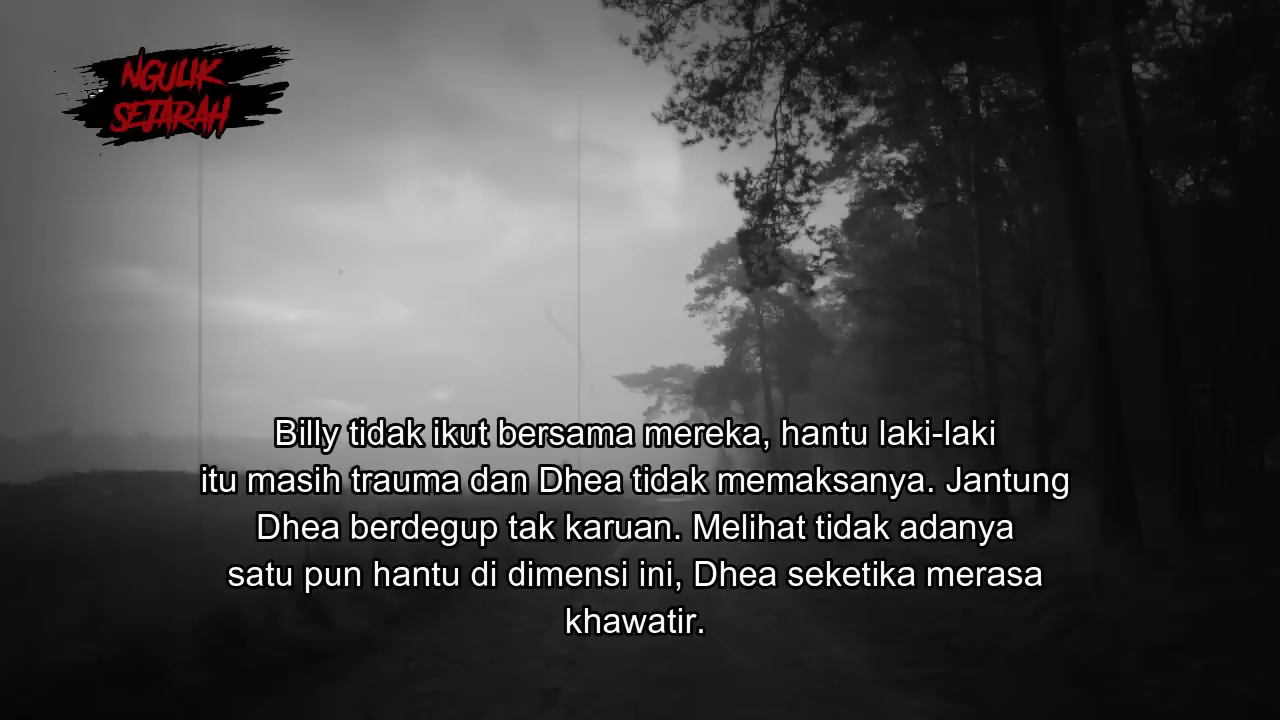 NGULIK
SEJARAH
Billy tidak ikut bersama mereka, hantu laki-laki
itu masih trauma dan Dhea tidak memaksanya. Jantung
Dhea berdegup tak karuan. Melihat tidak adanya
satu pun hantu di dimensi ini, Dhea seketika merasa
khawatir.